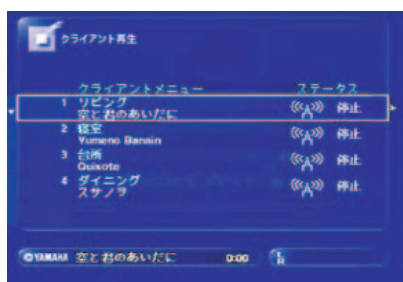 クライアント再生
クライアントメニュー ステータス
1 リビング
空と君のあいだに 停止
2 寝室
Yumeno Bannin 停止
3 台所
Quixote 停止
4 ダイニング
スサノヲ 停止
YAMAHA 空と君のあいだに 0:00